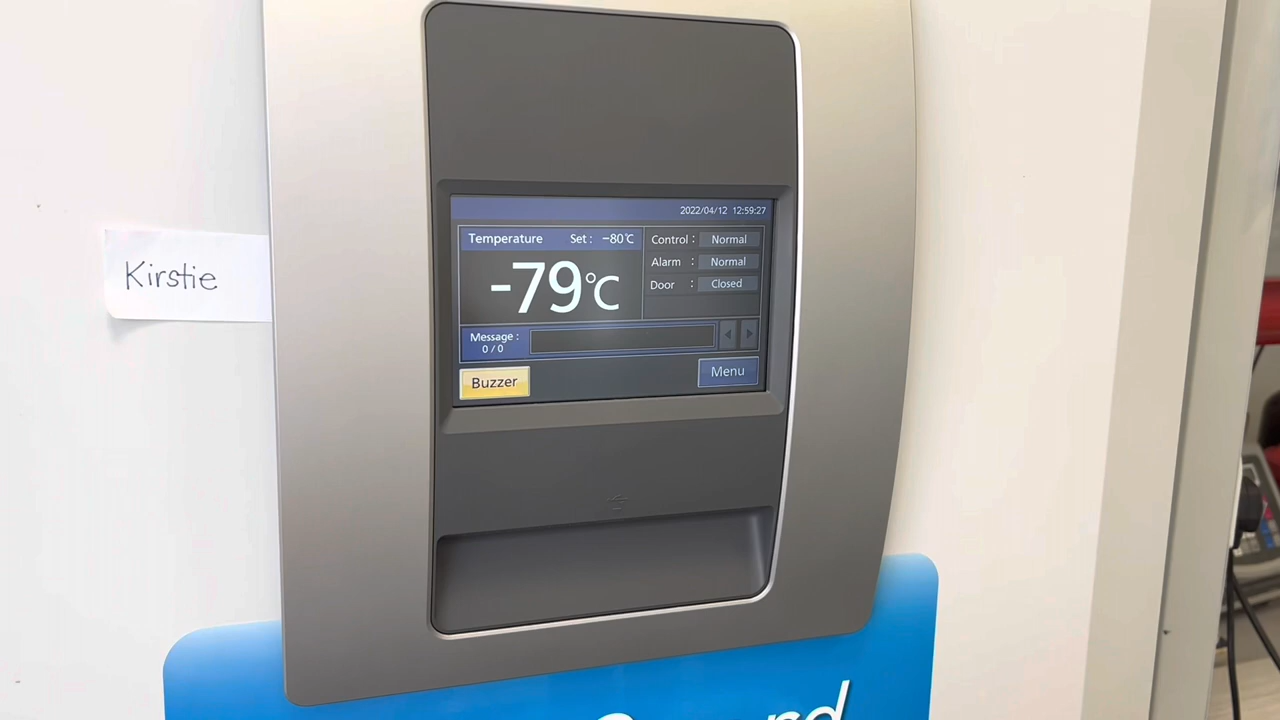 2022/04/12 12:59:27
Temperature Set : -80℃
-79℃
Control : Normal
Alarm : Normal
Door : Closed
Message :
0 / 0
Buzzer
Menu
Kirstie